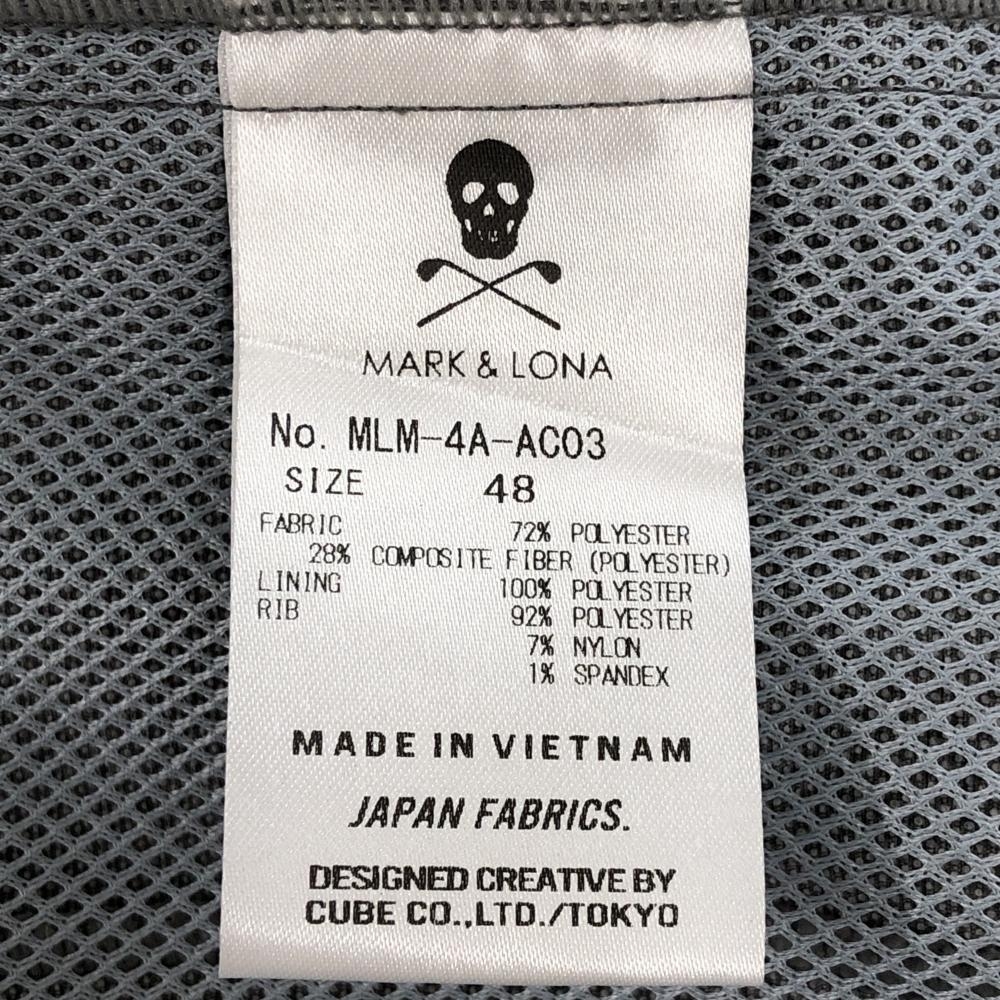 MARK & LONA
No. MLM-4A-AC03
SIZE 48
FABRIC 72% POLYESTER
28% COMPOSITE FIBER (POLYESTER)
LINING 100% POLYESTER
RIB 92% POLYESTER
7% NYLON
1% SPANDEX
MADE IN VIETNAM
JAPAN FABRICS.
DESIGNED CREATIVE BY
CUBE CO.,LTD./TOKYO